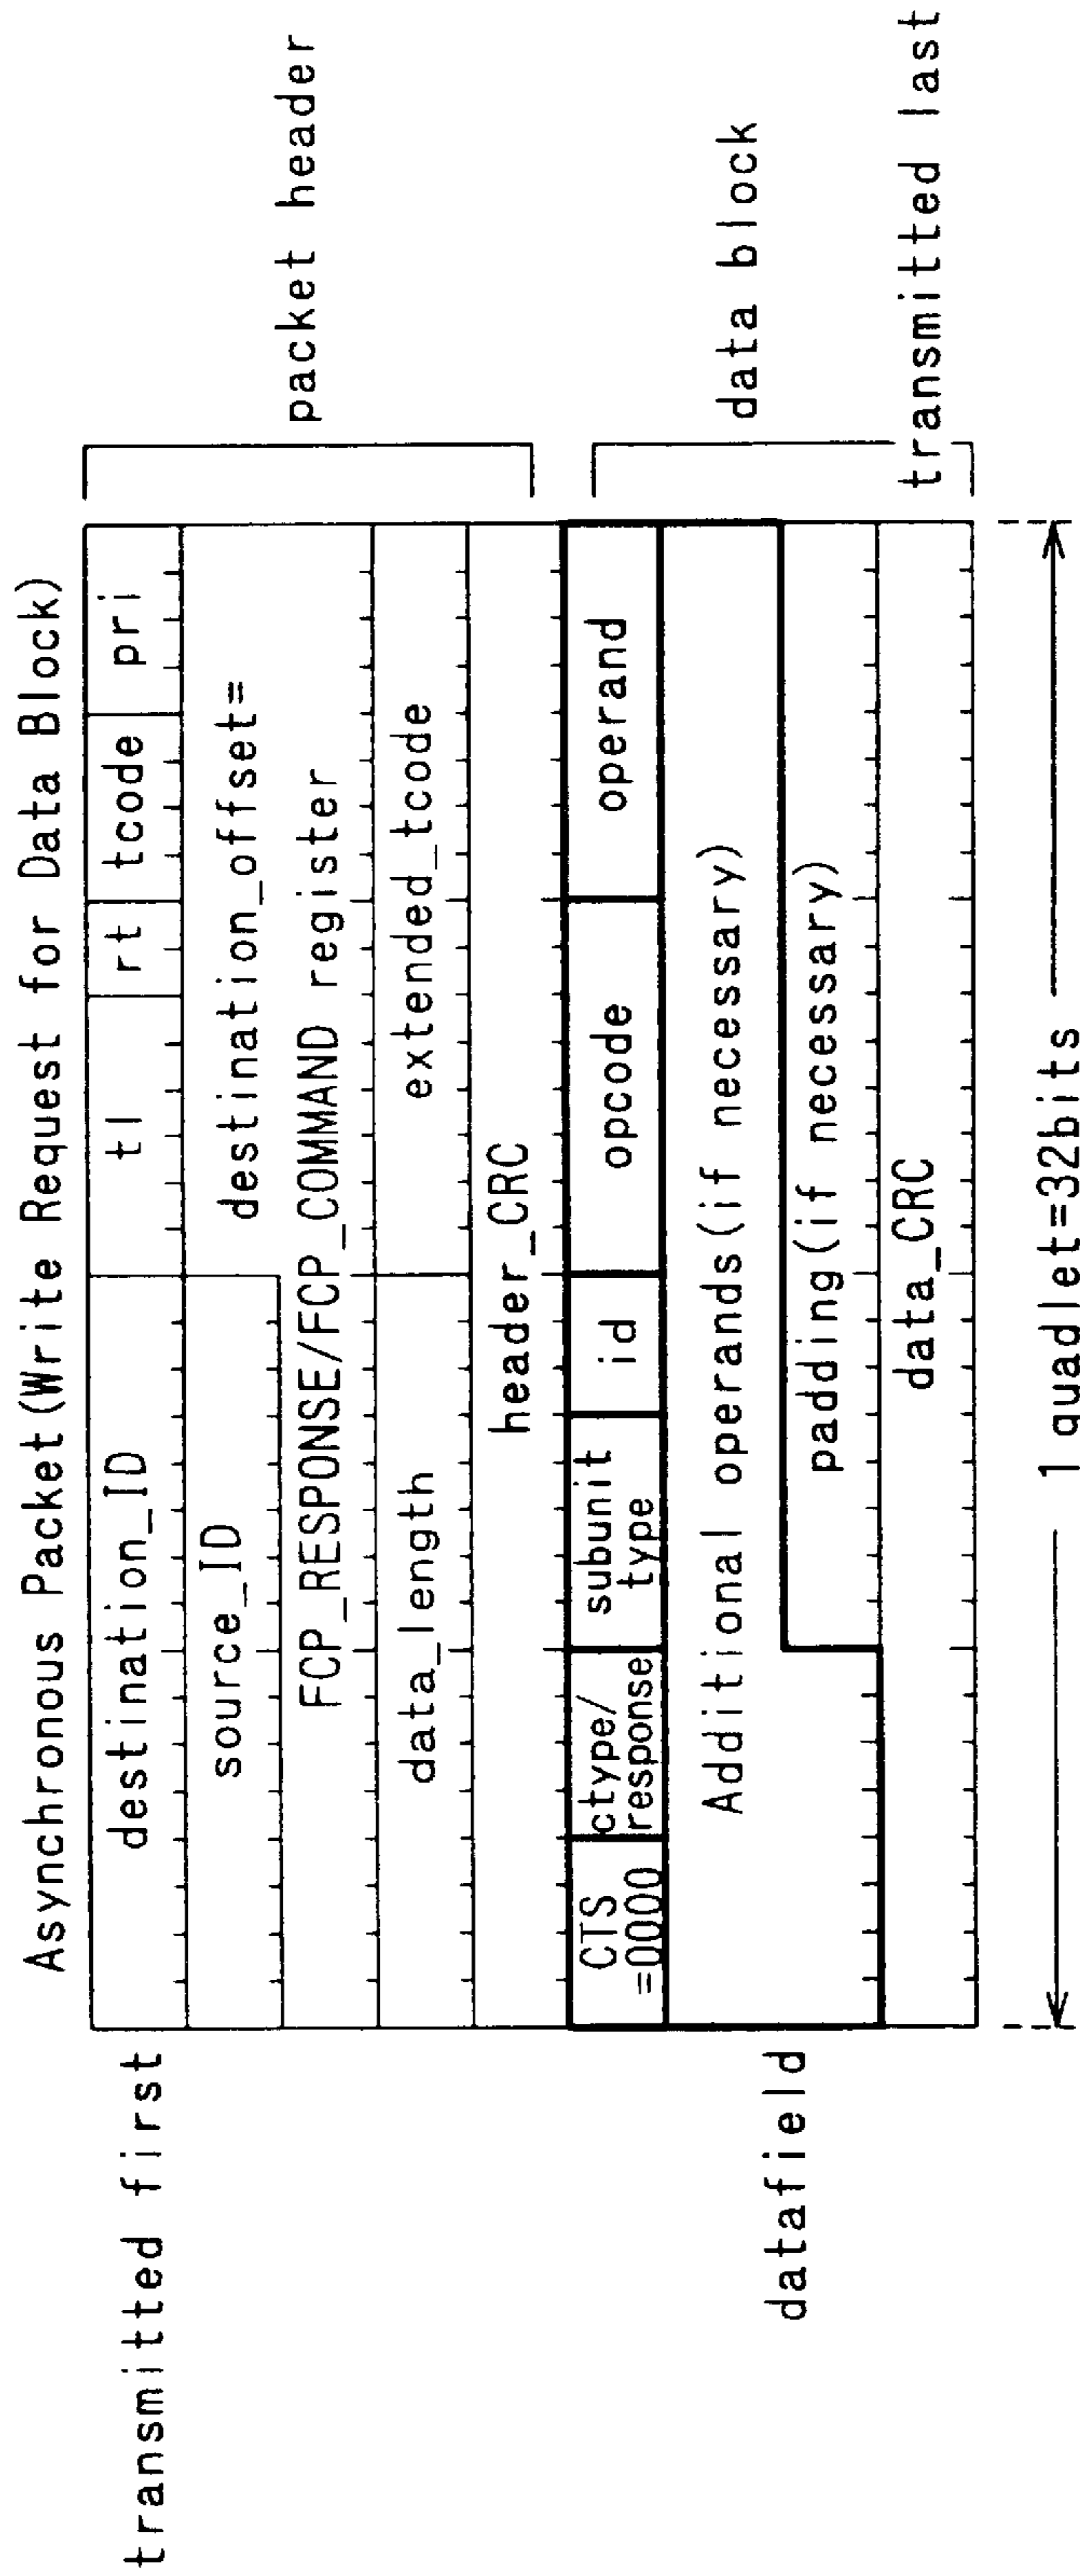 Asynchronous Packet(Write Request for Data Block)
transmitted first
destination_ID
tl
rt
tcode
pri
source_ID
destination_offset=
FCP_RESPONSE/FCP_COMMAND register
data_length
extended_tcode
header_CRC
packet header
CTS
=0000
ctype/
response
subunit
type
id
opcode
operand
Additional operands(if necessary)
datafield
padding(if necessary)
data_CRC
data block
transmitted last
1 quadlet=32bits